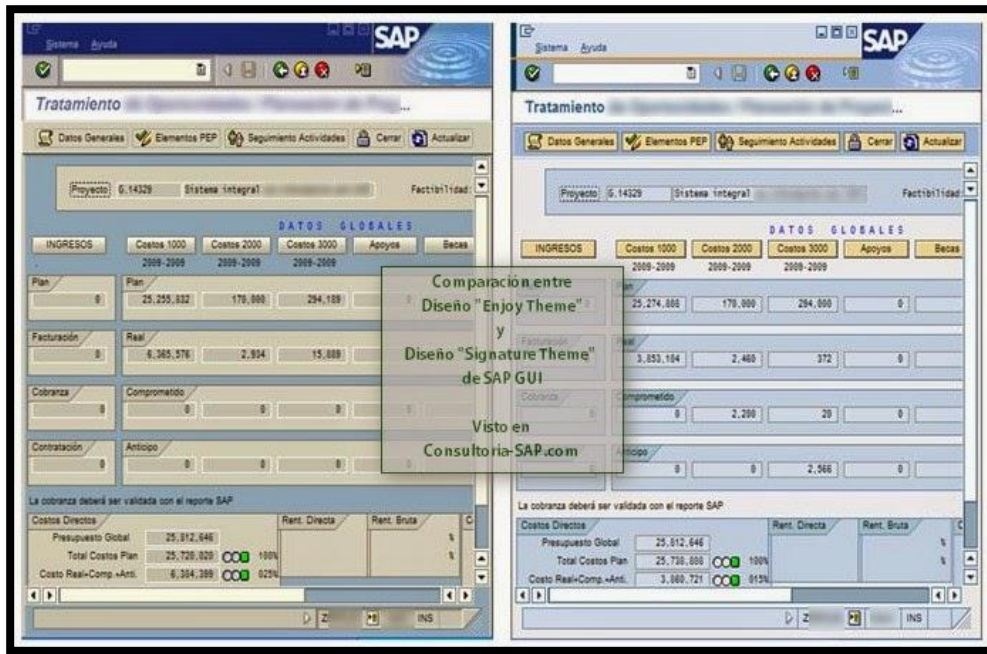 Sistema Ayuda
SAP
Tratamiento
Datos Generales Elementos PEP Seguimiento Actividades Cerrar Actualizar
Proyecto G.14329 Sistema integral Factibilidad:
DATOS GLOBALES
INGRESOS Costos 1000 Costos 2000 Costos 3000 Apoyos Becas
2009-2009 2009-2009 2009-2009
Plan Plan
0 25,255,832 170,000 294,189
Facturación Real
0 6,365,576 2,934 15,889
Cobranza Comprometido
0 0 0 0
Contratación Anticipo
0 0 0 0
La cobranza deberá ser validada con el reporte SAP
Costos Directos Rent. Directa Rent. Bruta
Presupuesto Global 25,812,646 %
Total Costos Plan 25,720,020 100% %
Costo Real+Comp.+Anti. 6,384,399 025%
INS
Sistema Ayuda
SAP
Tratamiento ...
Datos Generales Elementos PEP Seguimiento Actividades Cerrar Actualizar
Proyecto G.14329 Sistema integral Factibilidad:
DATOS GLOBALES
INGRESOS Costos 1000 Costos 2000 Costos 3000 Apoyos Becas
2009-2009 2009-2009 2009-2009
Plan
25,274,808 170,000 294,000 0
Facturación Real
3,853,104 2,460 372 0
Cobranza Comprometido
0 0 2,200 20 0
Anticipo
0 0 2,566 0
La cobranza deberá ser validada con el reporte SAP
Costos Directos Rent. Directa Rent. Bruta
Presupuesto Global 25,812,646 %
Total Costos Plan 25,738,808 100% %
Costo Real+Comp.+Anti. 3,860,721 015%
INS
Comparación entre
Diseño "Enjoy Theme"
y
Diseño "Signature Theme"
de SAP GUI
Visto en
Consultoria-SAP.com